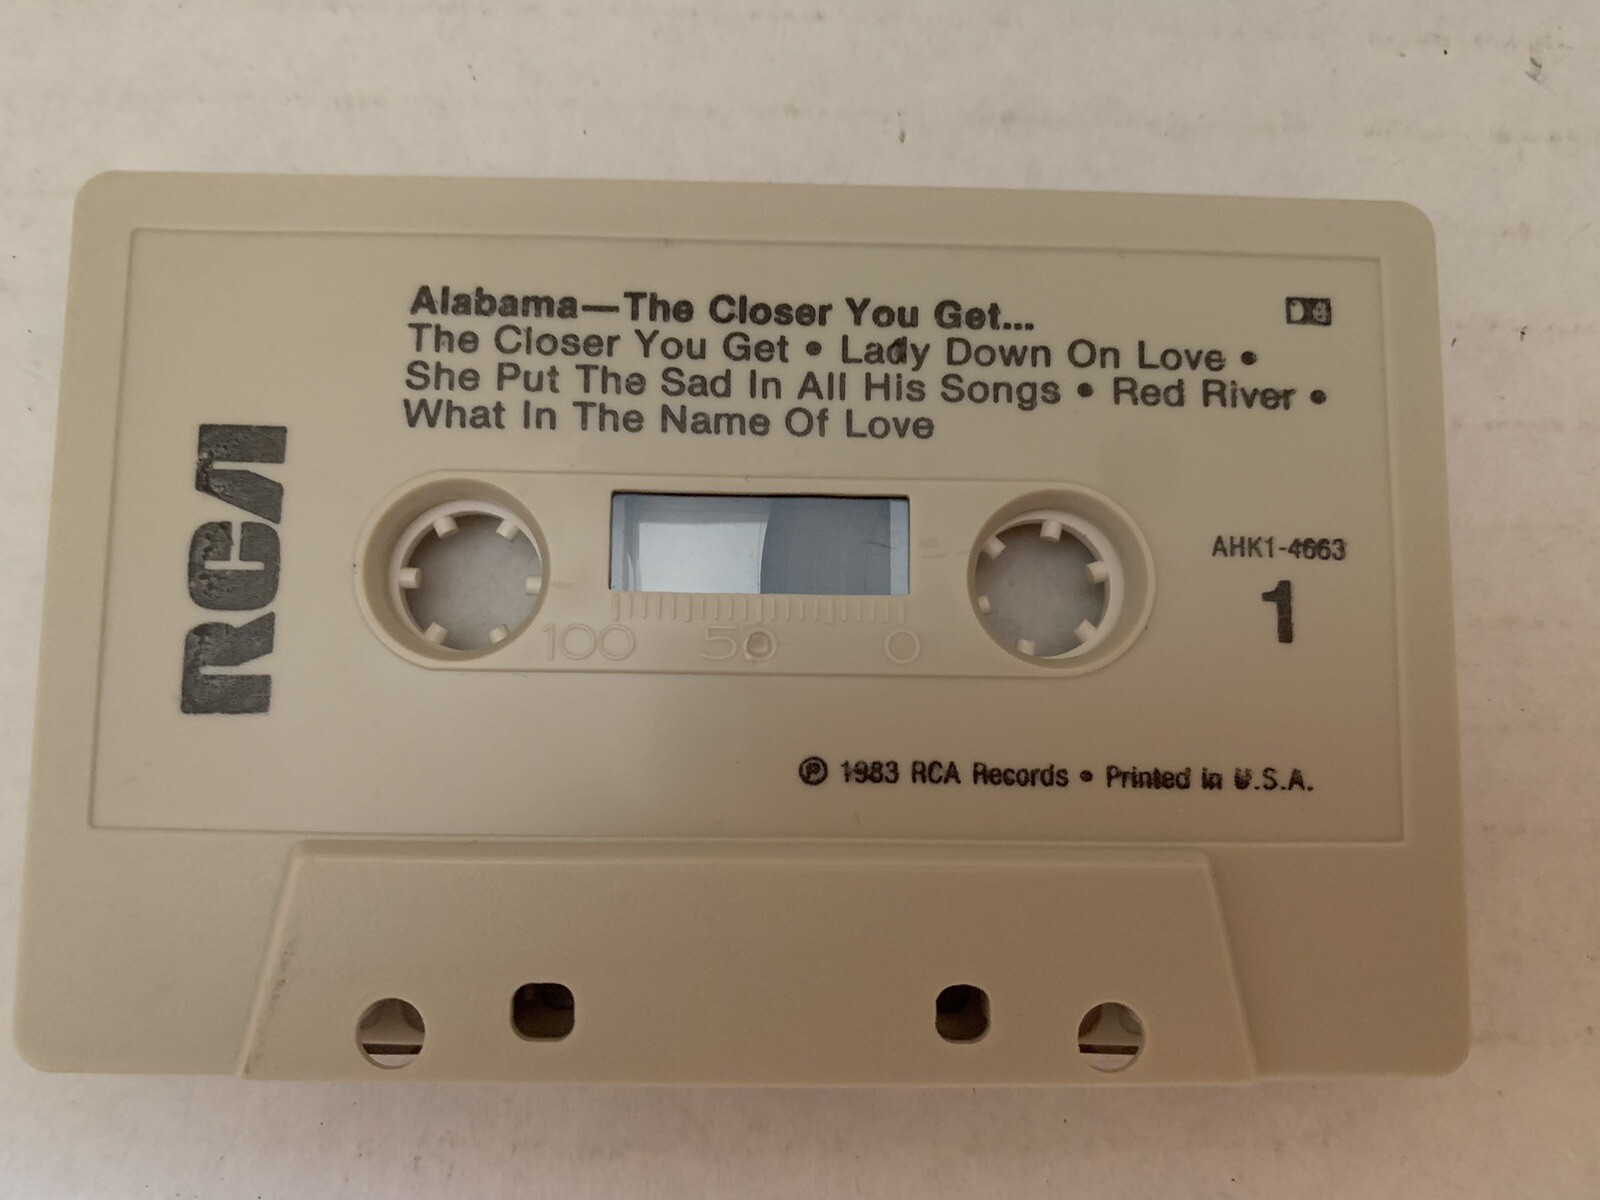 Alabama—The Closer You Get...
The Closer You Get • Lady Down On Love •
She Put The Sad In All His Songs • Red River •
What In The Name Of Love
RCA
AHK1-4663
1
100 50 0
℗ 1983 RCA Records • Printed in U.S.A.